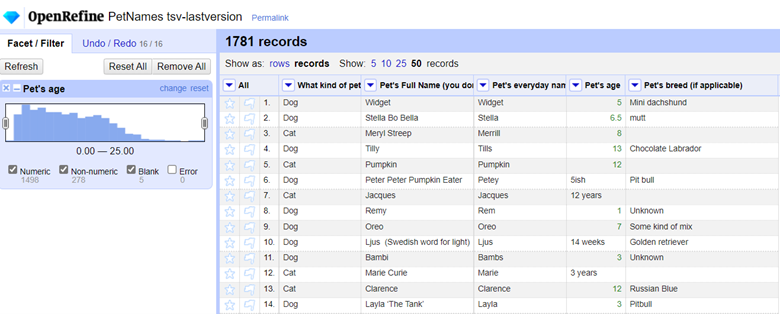 OpenRefine PetNames tsv-lastversion Permalink
Facet / Filter Undo / Redo 16 / 16
Refresh Reset All Remove All
Pet's age change reset
0.00 — 25.00
Numeric Non-numeric Blank Error
1498 278 5 0
1781 records
Show as: rows records Show: 5 10 25 50 records
All What kind of pet Pet's Full Name (you do Pet's everyday nam Pet's age Pet's breed (if applicable)
1. Dog Widget Widget 5 Mini dachshund
2. Dog Stella Bo Bella Stella 6.5 mutt
3. Cat Meryl Streep Merrill 8
4. Dog Tilly Tills 13 Chocolate Labrador
5. Cat Pumpkin Pumpkin 12
6. Dog Peter Peter Pumpkin Eater Petey 5ish Pit bull
7. Cat Jacques Jacques 12 years
8. Dog Remy Rem 1 Unknown
9. Dog Oreo Oreo 7 Some kind of mix
10. Dog Ljus (Swedish word for light) Ljus 14 weeks Golden retriever
11. Dog Bambi Bambs 3 Unknown
12. Cat Marie Curie Marie 3 years
13. Cat Clarence Clarence 12 Russian Blue
14. Dog Layla 'The Tank' Layla 3 Pitbull